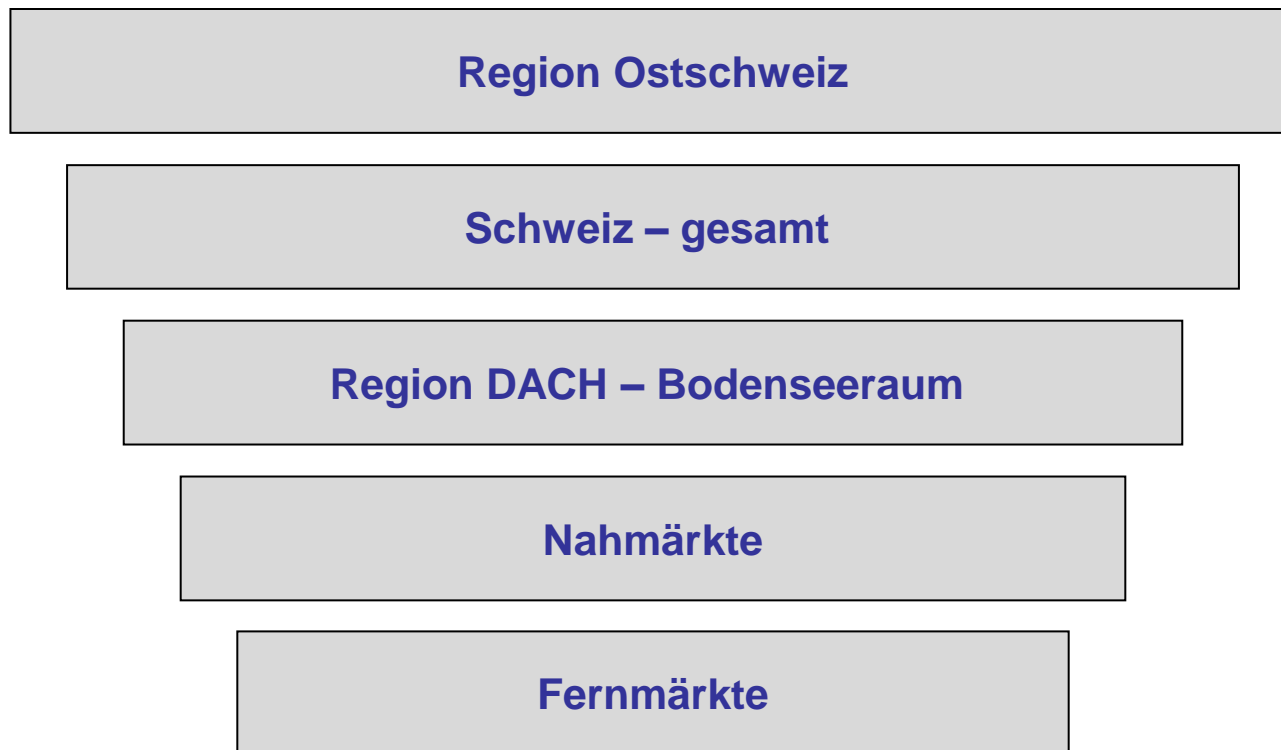 Region Ostschweiz
Schweiz – gesamt
Region DACH – Bodenseeraum
Nahmärkte
Fernmärkte